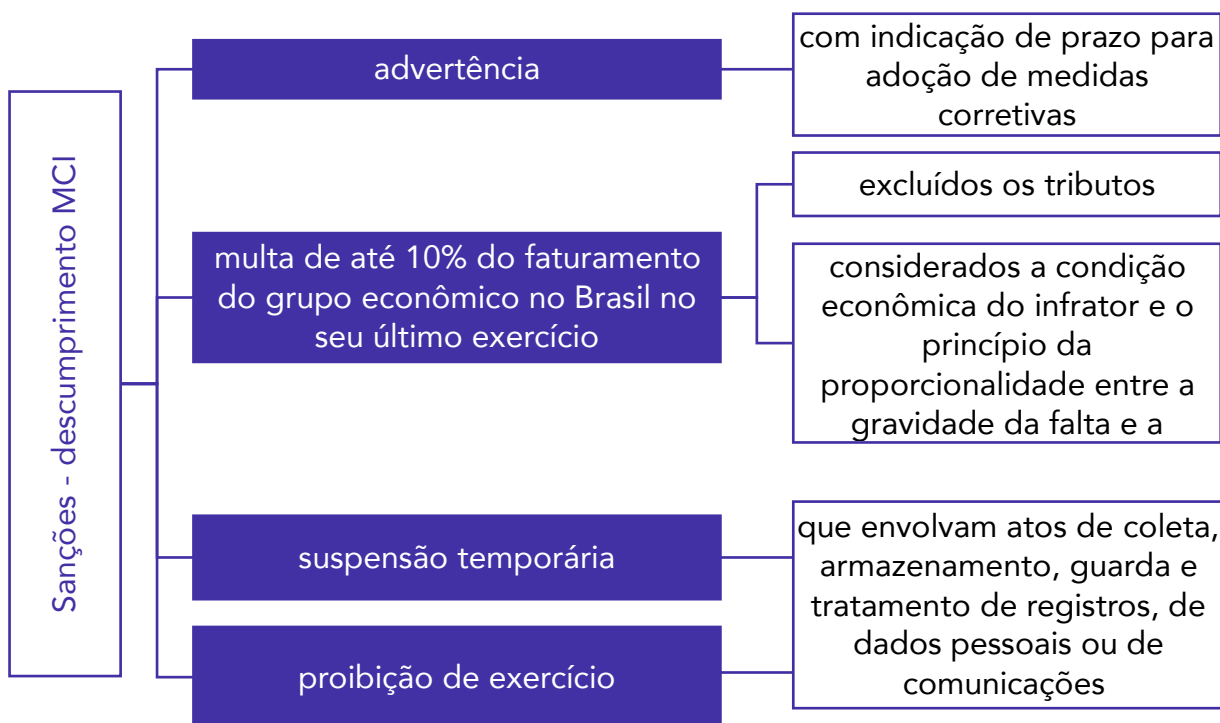 Sanções - descumprimento MCI
advertência
com indicação de prazo para
adoção de medidas
corretivas
multa de até 10% do faturamento
do grupo econômico no Brasil no
seu último exercício
excluídos os tributos
considerados a condição
econômica do infrator e o
princípio da
proporcionalidade entre a
gravidade da falta e a
suspensão temporária
proibição de exercício
que envolvam atos de coleta,
armazenamento, guarda e
tratamento de registros, de
dados pessoais ou de
comunicações